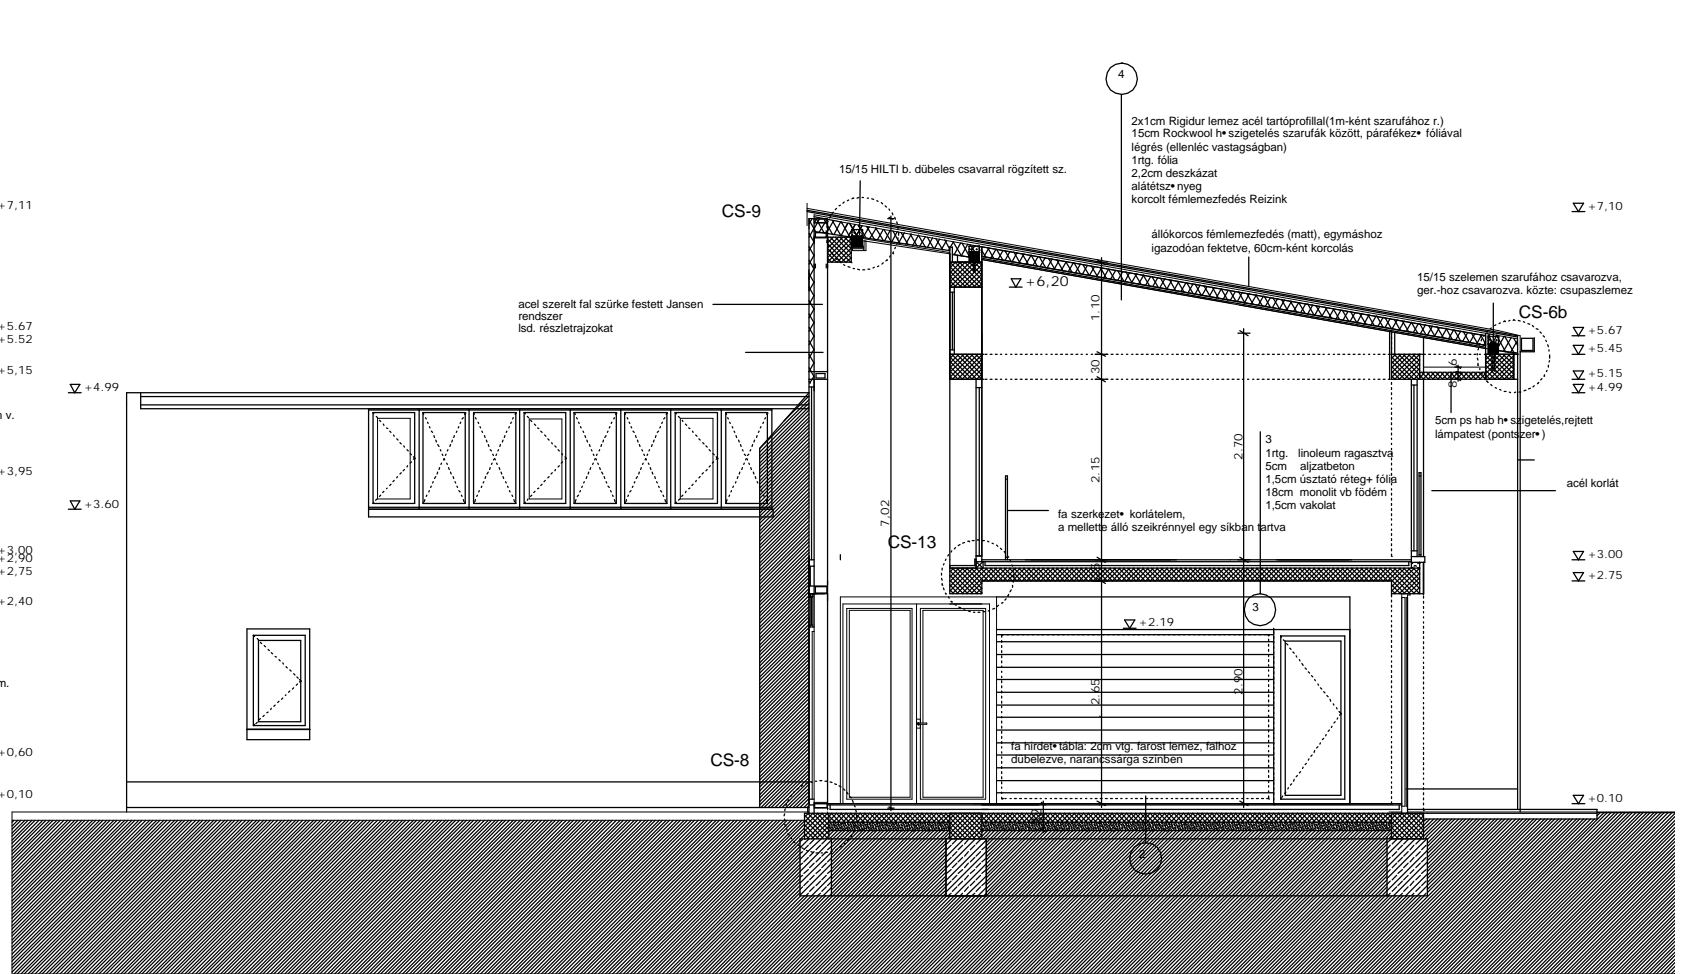 4
2x1cm Rigidur lemez acél tartóprofillal(1m-ként szarufához r.)
15cm Rockwool h•szigetelés szarufák között, párafékez• fóliával
légrés (ellenléc vastagságban)
1rtg. fólia
2,2cm deszkázat
alátétsz•nyeg
korcolt fémlemezfedés Reizink
15/15 HILTI b. dübeles csavarral rögzített sz.
CS-9
+7,11
+7,10
állókorcos fémlemezfedés (matt), egymáshoz
igazodóan fektetve, 60cm-ként korcolás
+6,20
15/15 szelemen szarufához csavarozva,
ger.-hoz csavarozva. közte: csupaszlemez
CS-6b
acel szerelt fal szürke festett Jansen
rendszer
lsd. részletrajzokat
1.10
+5.67
+5.52
+5,15
+5.67
+5.45
+5.15
+4.99
30
+4.99
5cm ps hab h•szigetelés,rejtett
lámpatest (pontszer•)
2.70
3
1rtg. linoleum ragasztva
5cm aljzatbeton
1,5cm úsztató réteg+ fólia
18cm monolit vb födém
1,5cm vakolat
v.
+3,95
2.15
acél korlát
+3.60
7,02
fa szerkezet• korlátelem,
a mellette álló szeikrénnyel egy síkban tartva
CS-13
+3,00
+2,90
+2,75
+2,40
+3.00
+2.75
3
+2.19
2.65
2.90
m.
+0,60
fa hirdet•tábla: 2cm vtg. farost lemez, falhoz
dübelezve, narancssárga színben
CS-8
+0,10
+0.10
2